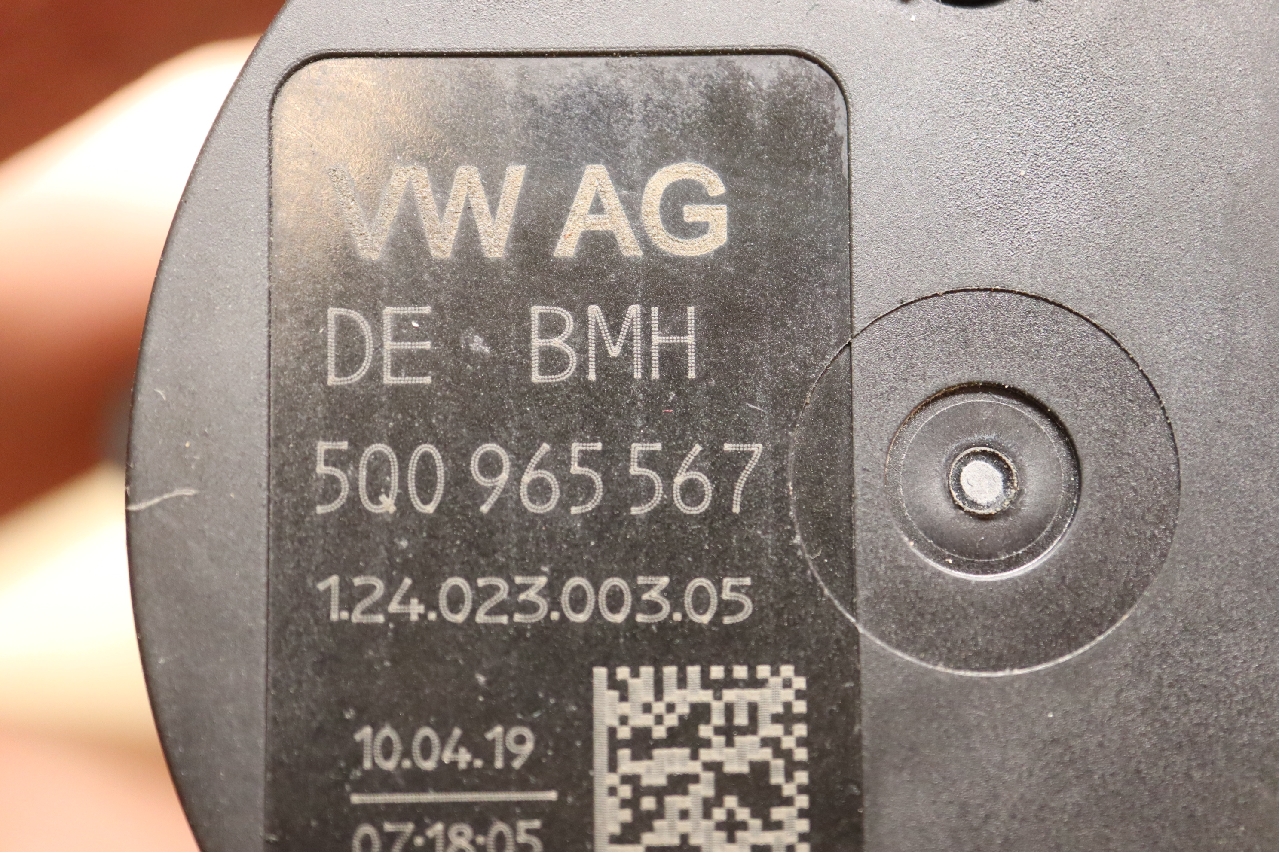 VW AG
DE BMH
5Q0 965 567
1.24.023.003.05
10.04.19
07:18:05